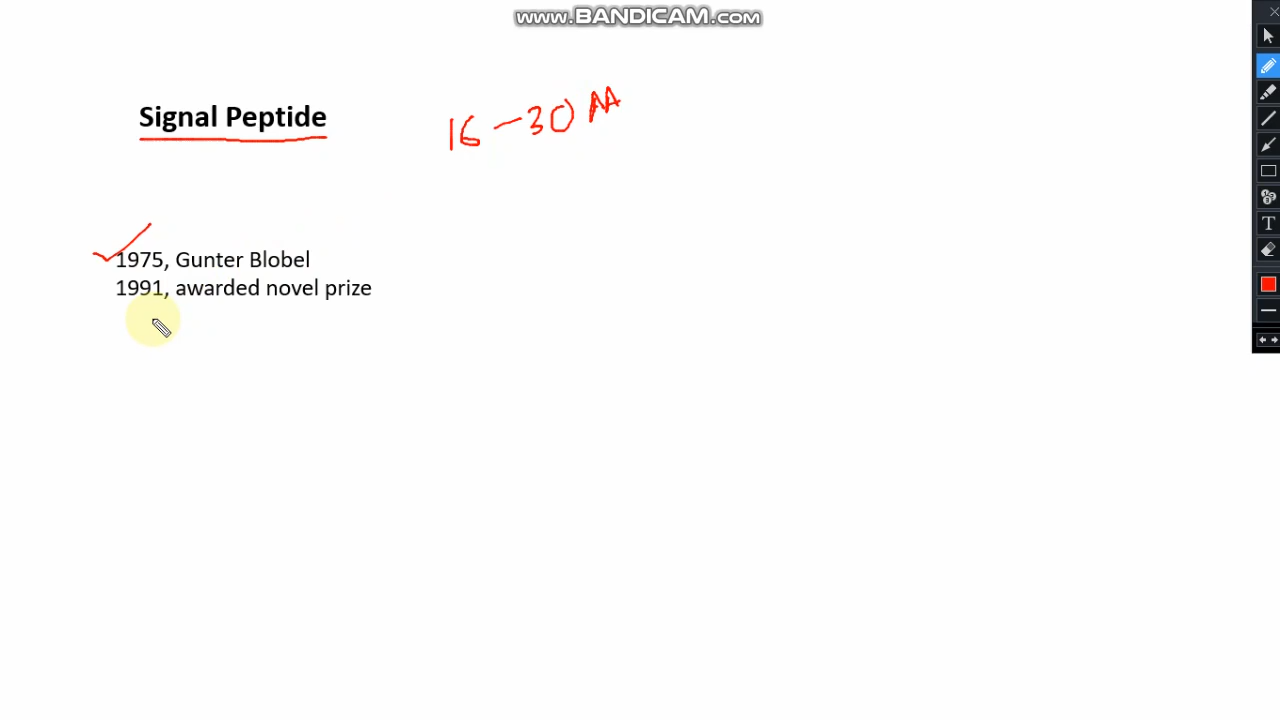 www.BANDICAM.com
Signal Peptide
16-30 AA
1975, Gunter Blobel
1991, awarded novel prize
T